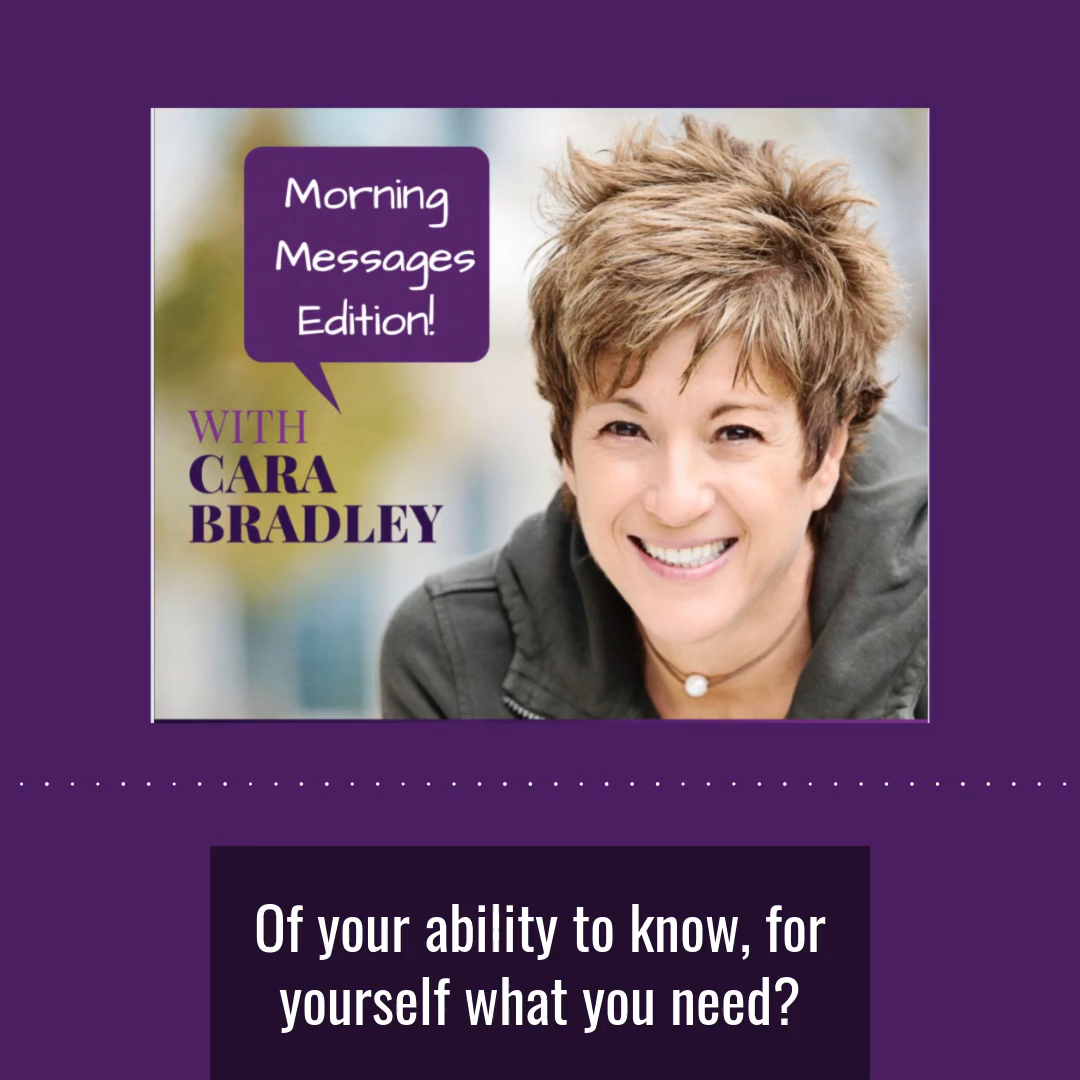 Morning
Messages
Edition!
WITH
CARA
BRADLEY
Of your ability to know, for
yourself what you need?